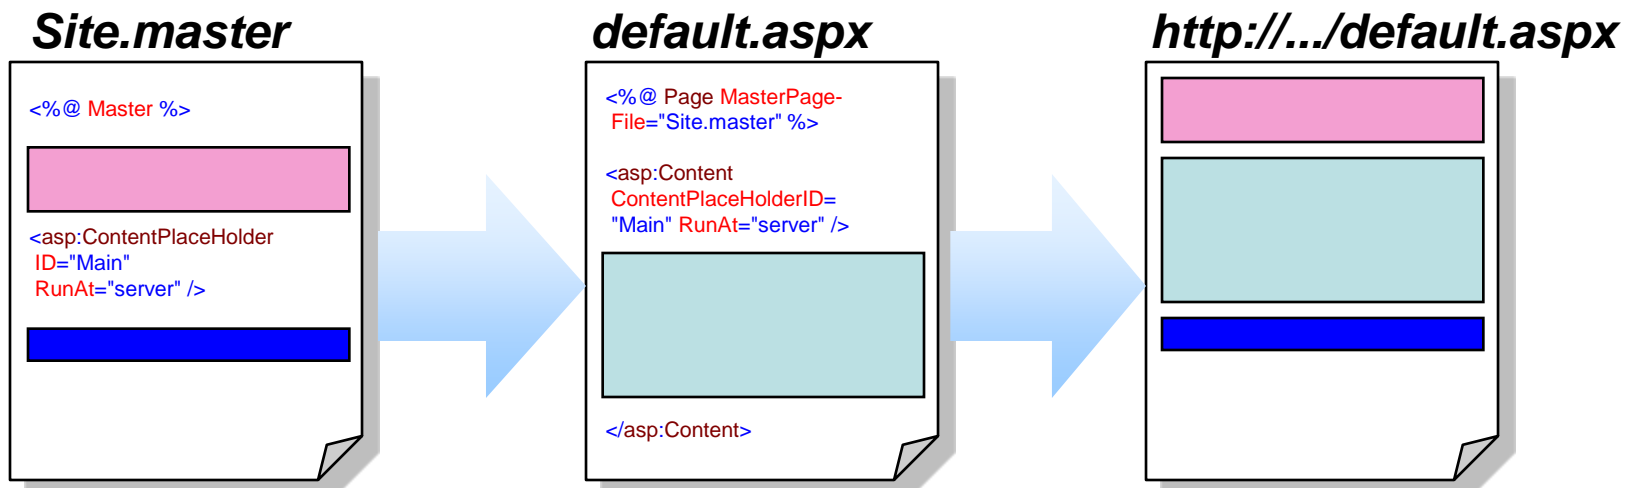 Site.master
<%@ Master %>
<asp:ContentPlaceHolder
ID="Main"
RunAt="server" />
default.aspx
<%@ Page MasterPage-
File="Site.master" %>
<asp:Content
ContentPlaceHolderID=
"Main" RunAt="server" />
</asp:Content>
http://.../default.aspx